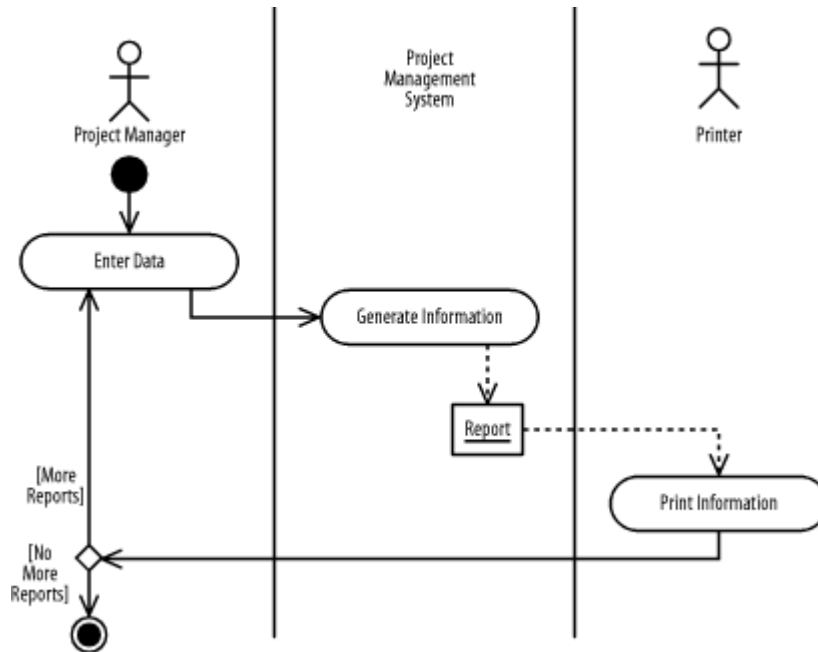 Project
Management
System
Project Manager
Printer
Enter Data
Generate Information
Report
Print Information
[More
Reports]
[No
More
Reports]